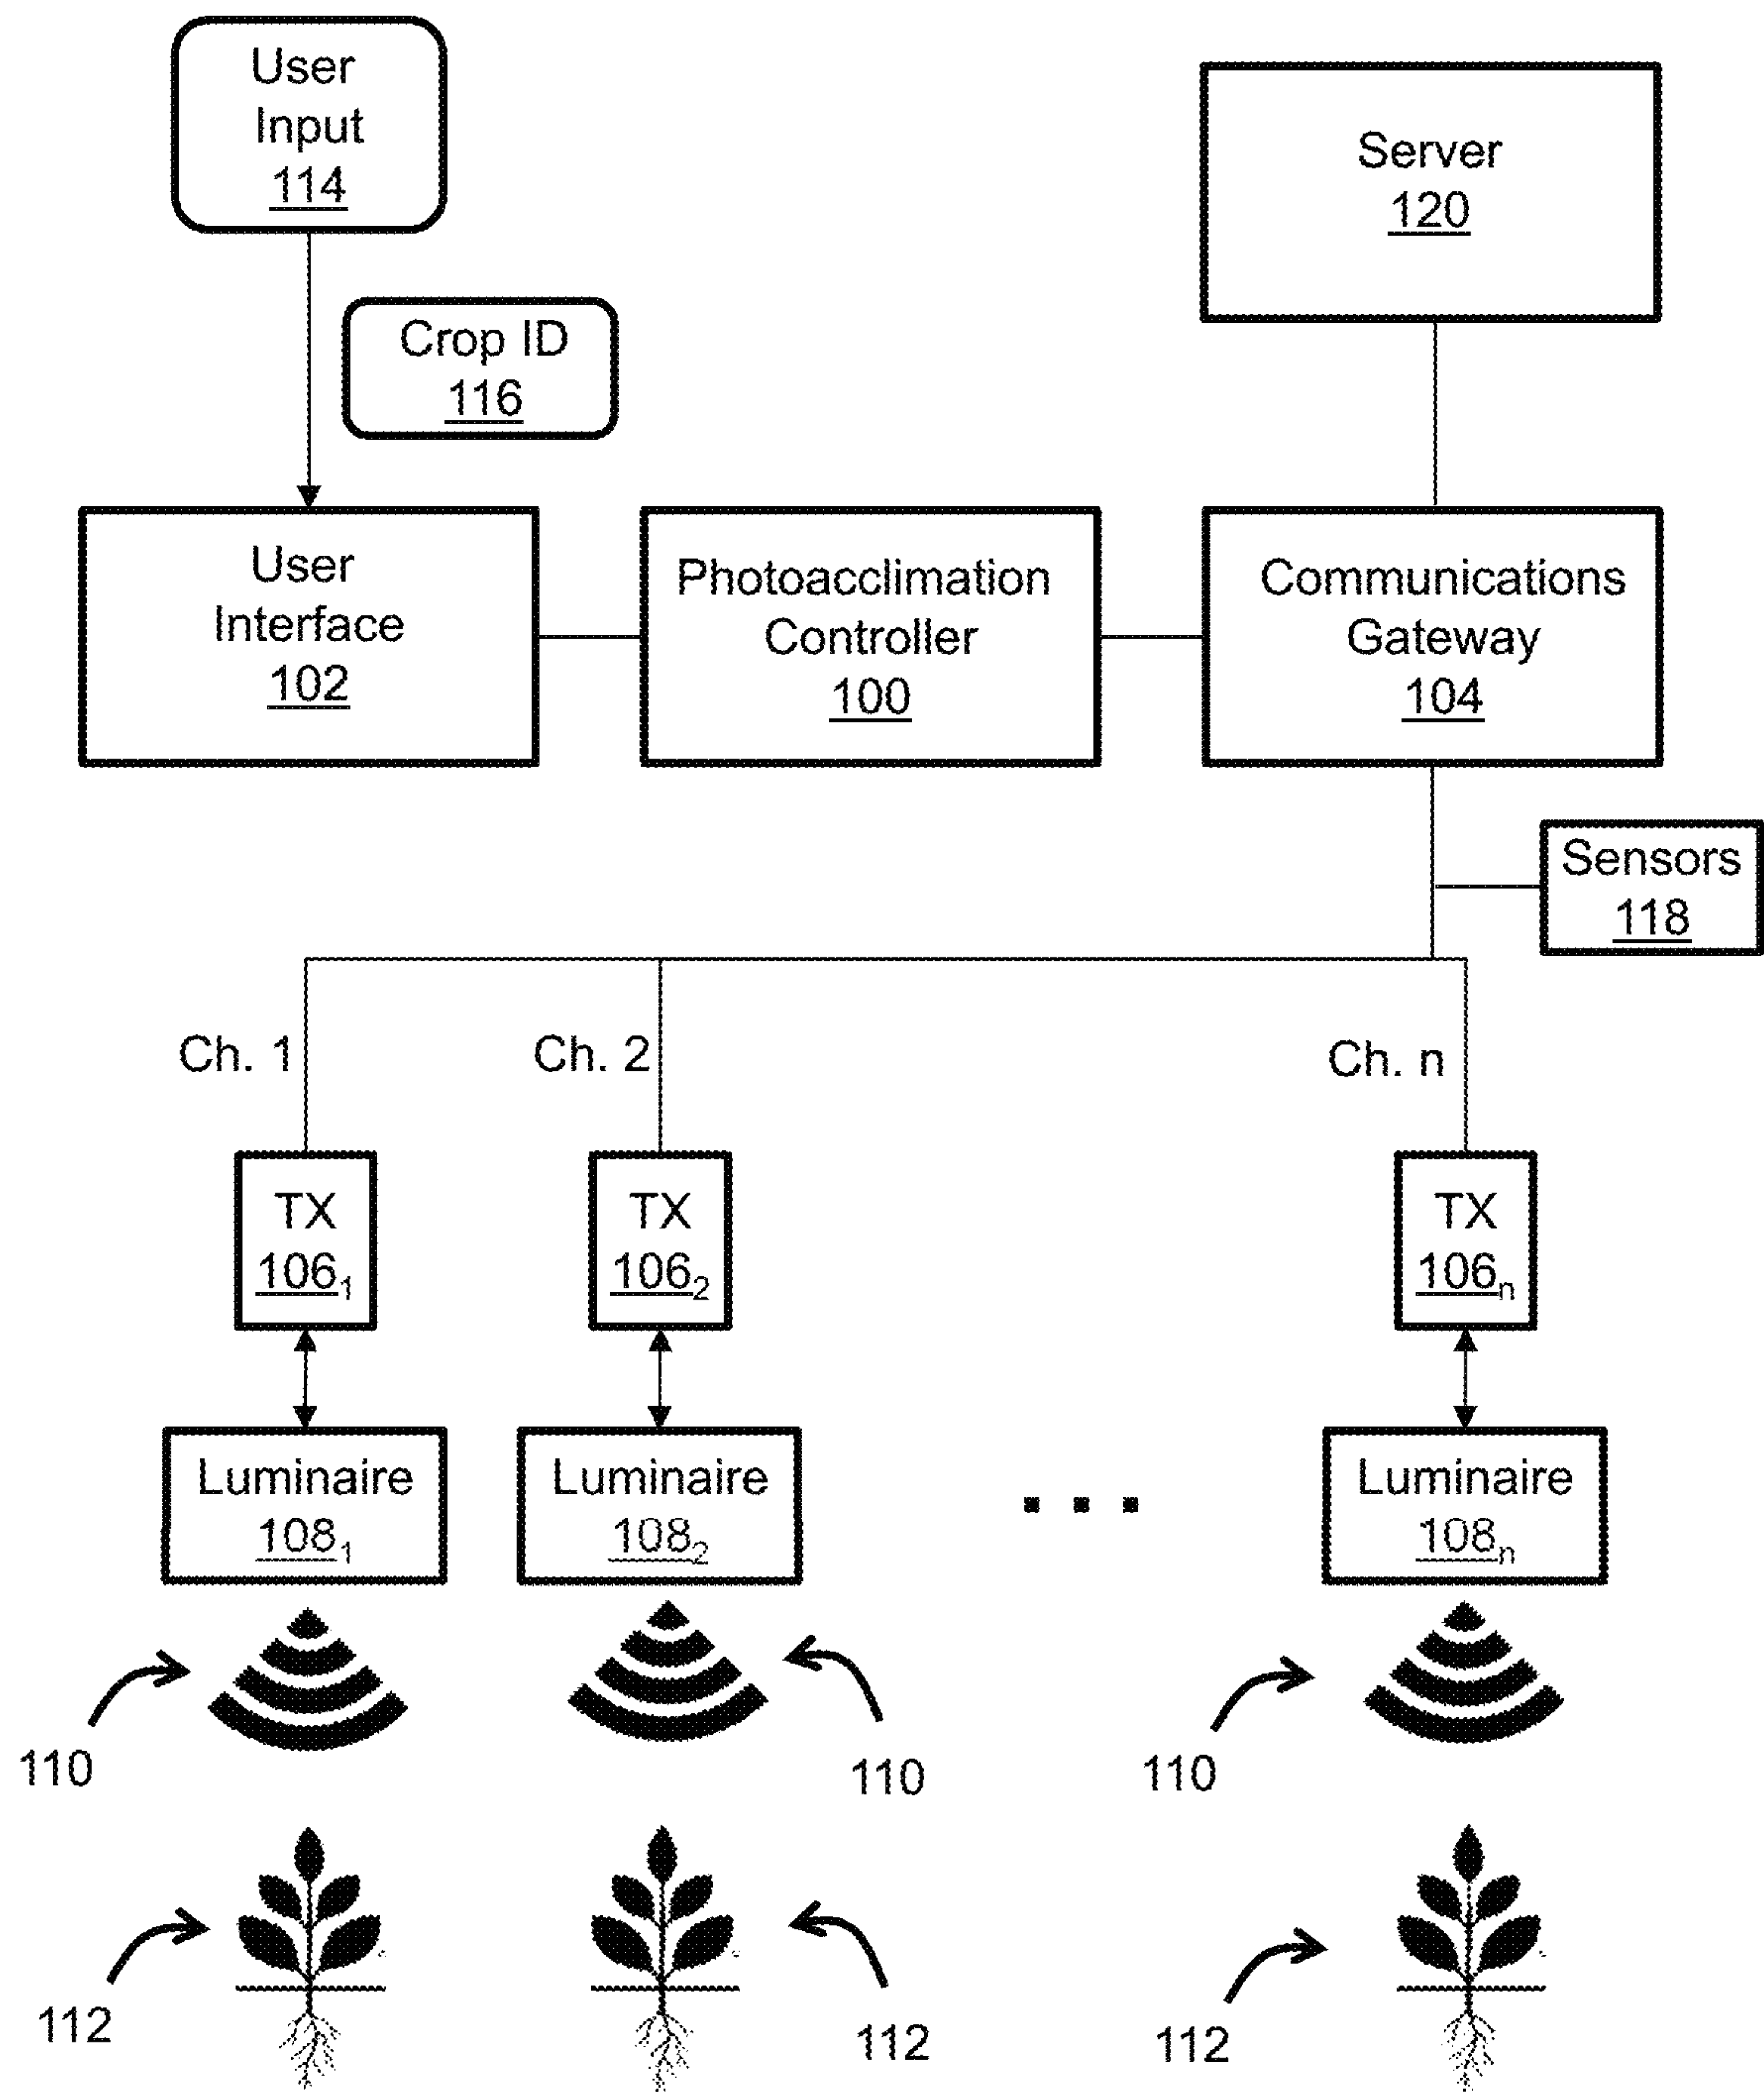 User
Input
114
Server
120
Crop ID
116
User
Interface
102
Photoacclimation
Controller
100
Communications
Gateway
104
Sensors
118
Ch. 1
Ch. 2
Ch. n
TX
106₁
TX
106₂
TX
106ₙ
Luminaire
108₁
Luminaire
108₂
Luminaire
108ₙ
110
110
110
112
112
112